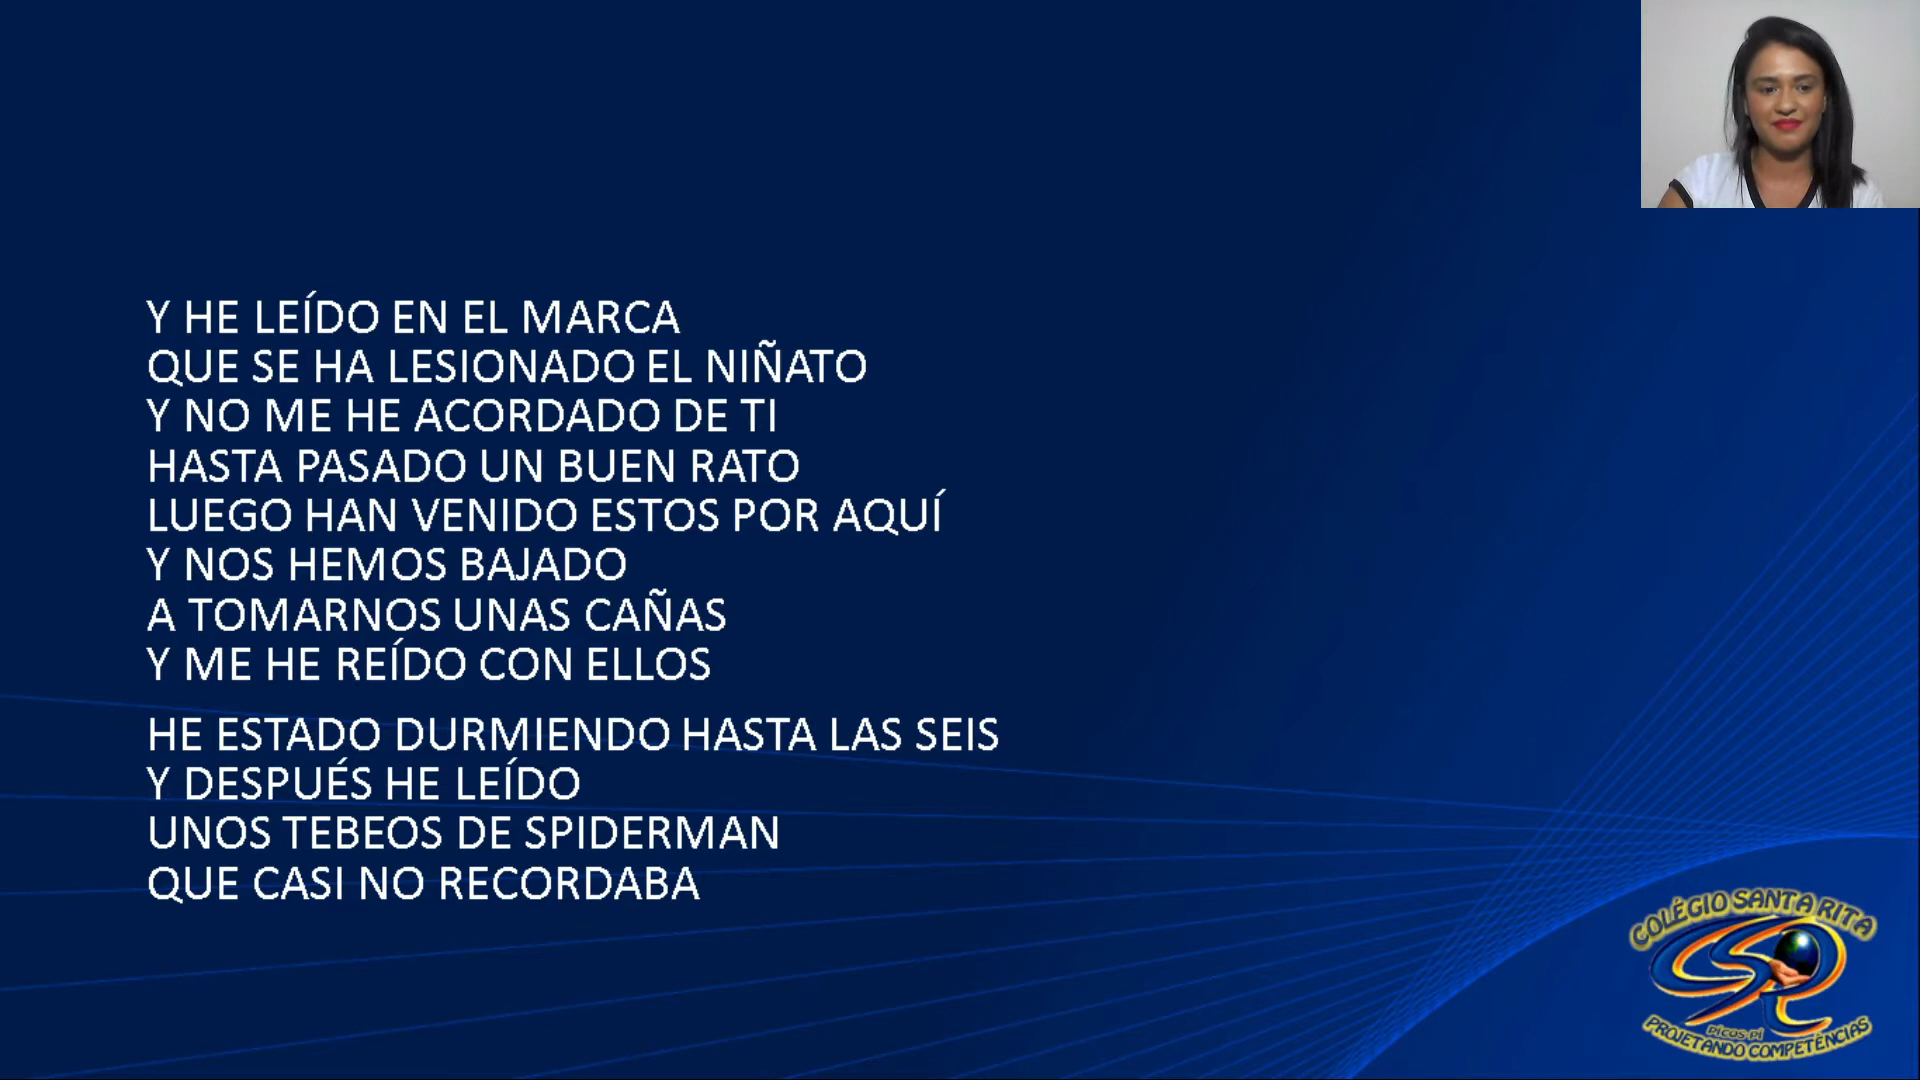 Y HE LEÍDO EN EL MARCA
QUE SE HA LESIONADO EL NIÑATO
Y NO ME HE ACORDADO DE TI
HASTA PASADO UN BUEN RATO
LUEGO HAN VENIDO ESTOS POR AQUÍ
Y NOS HEMOS BAJADO
A TOMARNOS UNAS CAÑAS
Y ME HE REÍDO CON ELLOS
HE ESTADO DURMIENDO HASTA LAS SEIS
Y DESPUÉS HE LEÍDO
UNOS TEBEOS DE SPIDERMAN
QUE CASI NO RECORDABA
COLÉGIO SANTA RITA
PICOS-PI
PROJETANDO COMPETÊNCIAS